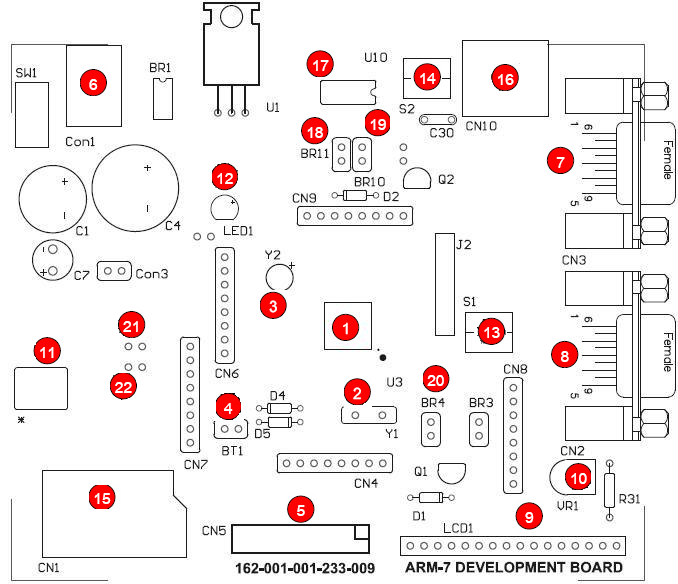 SW1
6
BR1
U1
17
U10
14
S2
16
CN10
Con1
18
19
C30
BR11
BR10
12
Q2
1
6
7
5
9
Female
CN9
D2
C1
C4
LED1
C7
Con3
Y2
3
J2
CN3
S1
13
1
6
8
5
9
Female
1
11
21
22
CN6
U3
20
CN8
*
4
D4
2
BR4
BR3
D5
Y1
BT1
CN7
CN2
10
Q1
CN4
VR1
R31
15
5
D1
9
CN5
LCD1
CN1
162-001-001-233-009
ARM-7 DEVELOPMENT BOARD